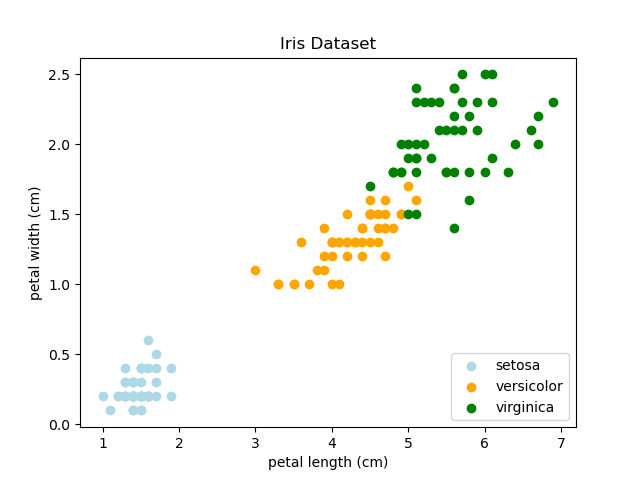 Iris Dataset
petal width (cm)
2.5
2.0
1.5
1.0
0.5
0.0
setosa
versicolor
virginica
1 2 3 4 5 6 7
petal length (cm)